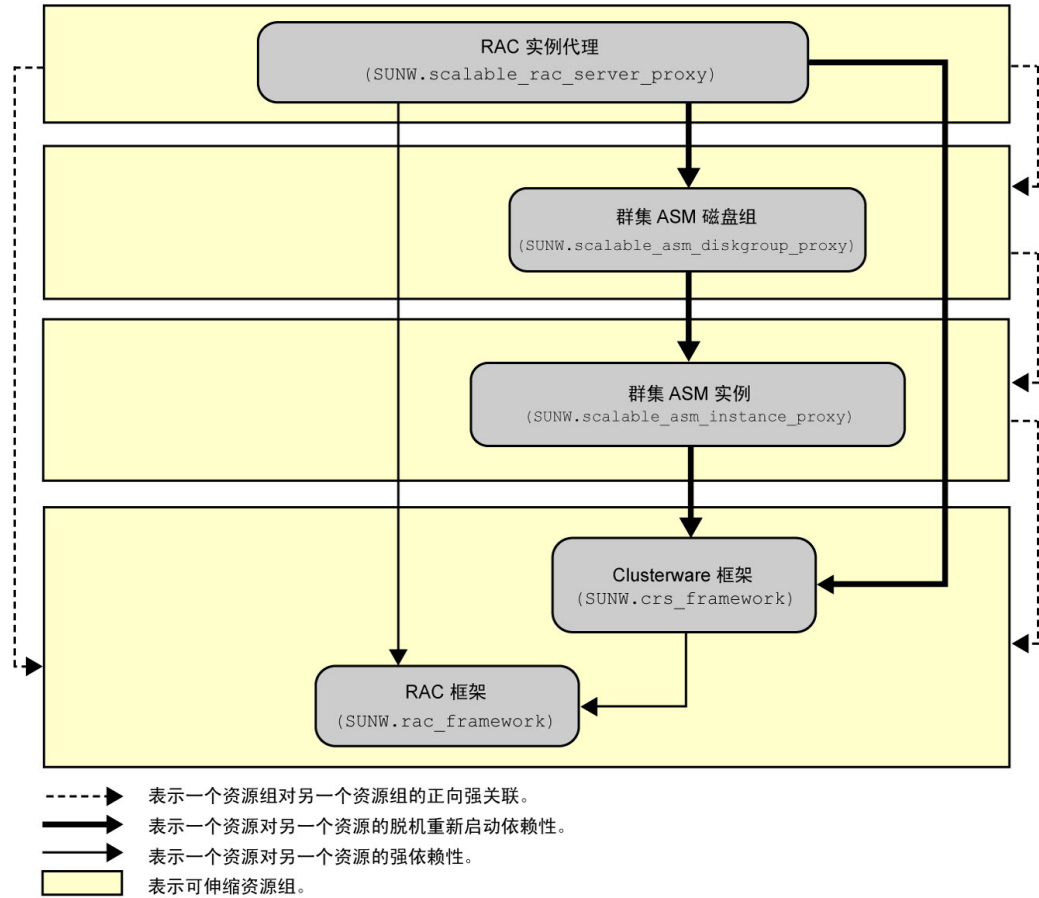 RAC 实例代理
(SUNW.scalable_rac_server_proxy)
群集 ASM 磁盘组
(SUNW.scalable_asm_diskgroup_proxy)
群集 ASM 实例
(SUNW.scalable_asm_instance_proxy)
Clusterware 框架
(SUNW.crs_framework)
RAC 框架
(SUNW.rac_framework)
表示一个资源组对另一个资源组的正向强关联。
表示一个资源对另一个资源的脱机重新启动依赖性。
表示一个资源对另一个资源的强依赖性。
表示可伸缩资源组。